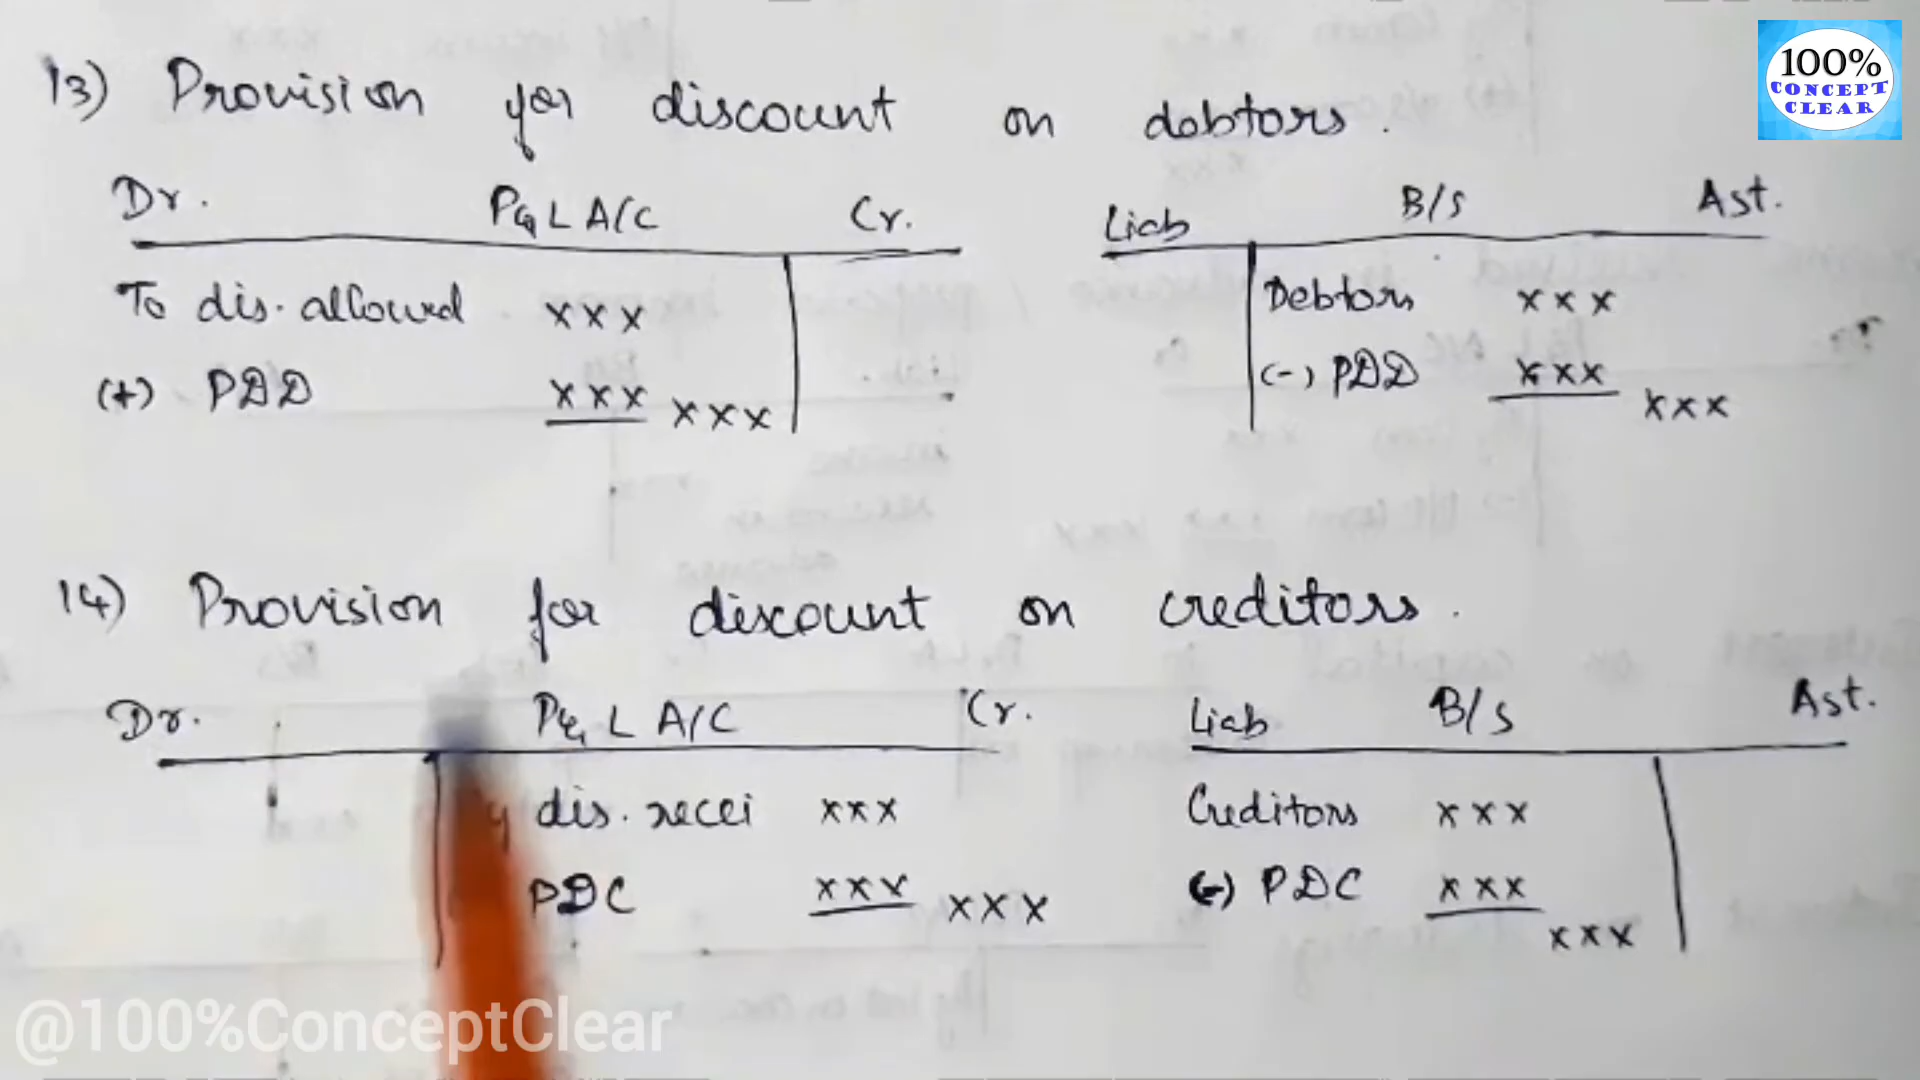 13) Provision for discount on debtors.
Dr. P&L A/C Cr.
To dis. allowed xxx
(+) PDD xxx xxx
Liab B/S Ast.
Debtors xxx
(-) PDD xxx
xxx
14) Provision for discount on creditors.
Dr. P&L A/C Cr.
dis. recei xxx
PDC xxx xxx
Liab B/S Ast.
Creditors xxx
(-) PDC xxx
xxx
100%
CONCEPT
CLEAR
@100%ConceptClear